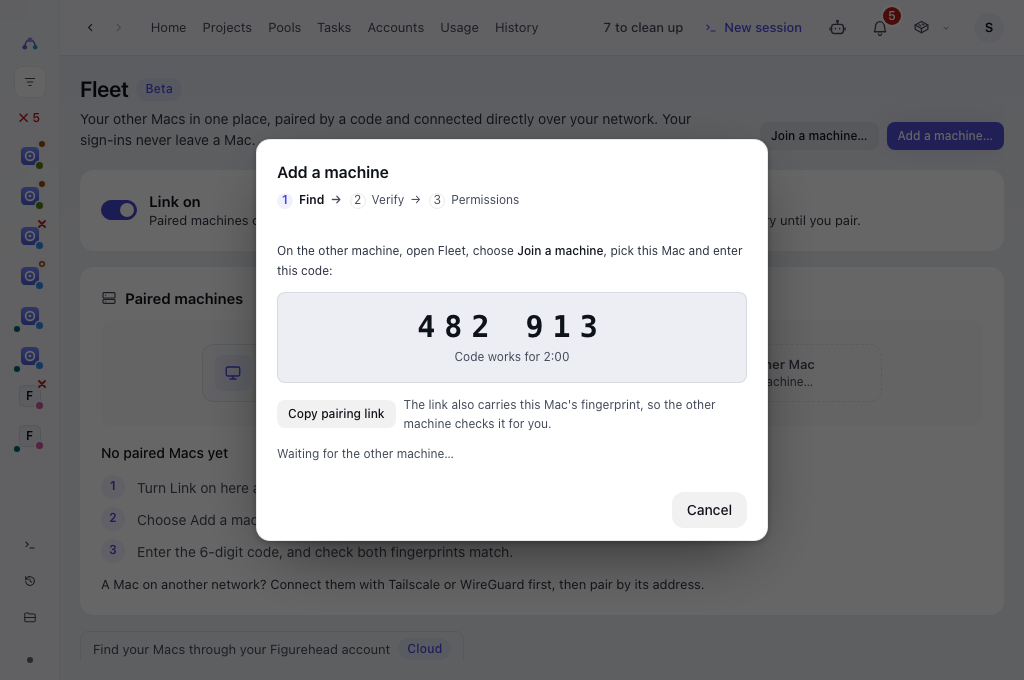 Home Projects Pools Tasks Accounts Usage History 7 to clean up New session 5 S
Fleet Beta
Your other Macs in one place, paired by a code and connected directly over your network. Your
sign-ins never leave a Mac.
Join a machine… Add a machine…
5
Link on
Paired machines
y until you pair.
Add a machine
1 Find → 2 Verify → 3 Permissions
On the other machine, open Fleet, choose Join a machine, pick this Mac and enter
this code:
482 913
Code works for 2:00
Copy pairing link
The link also carries this Mac's fingerprint, so the other
machine checks it for you.
Waiting for the other machine…
Cancel
Paired machines
Mac
achine…
F
F
No paired Macs yet
1 Turn Link on here
2 Choose Add a mac
3 Enter the 6-digit code, and check both fingerprints match.
A Mac on another network? Connect them with Tailscale or WireGuard first, then pair by its address.
Find your Macs through your Figurehead account Cloud